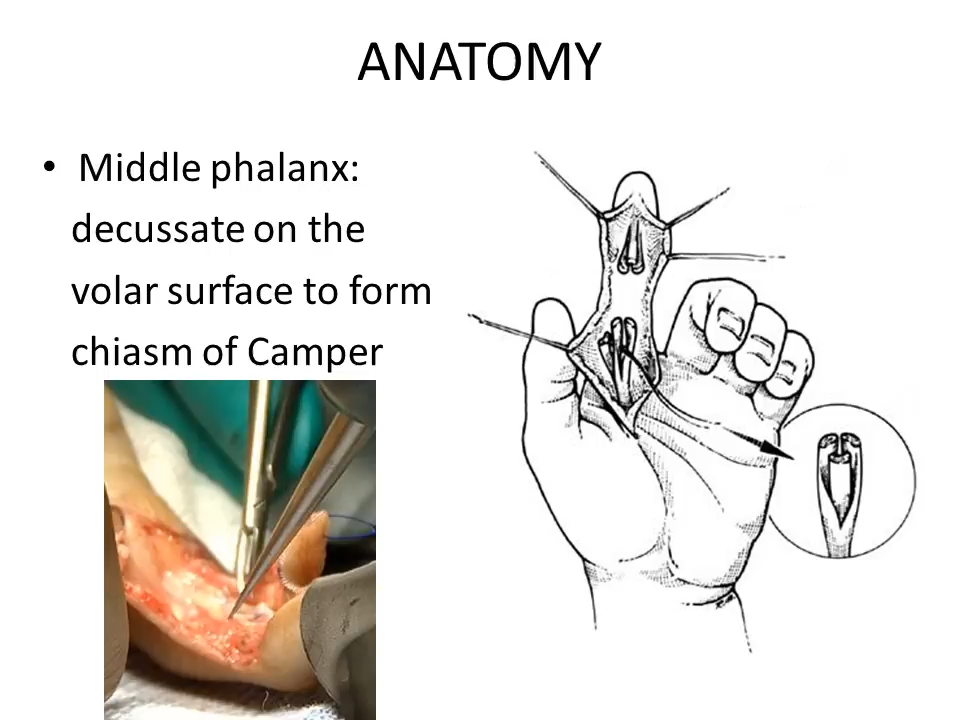 ANATOMY
• Middle phalanx:
decussate on the
volar surface to form
chiasm of Camper